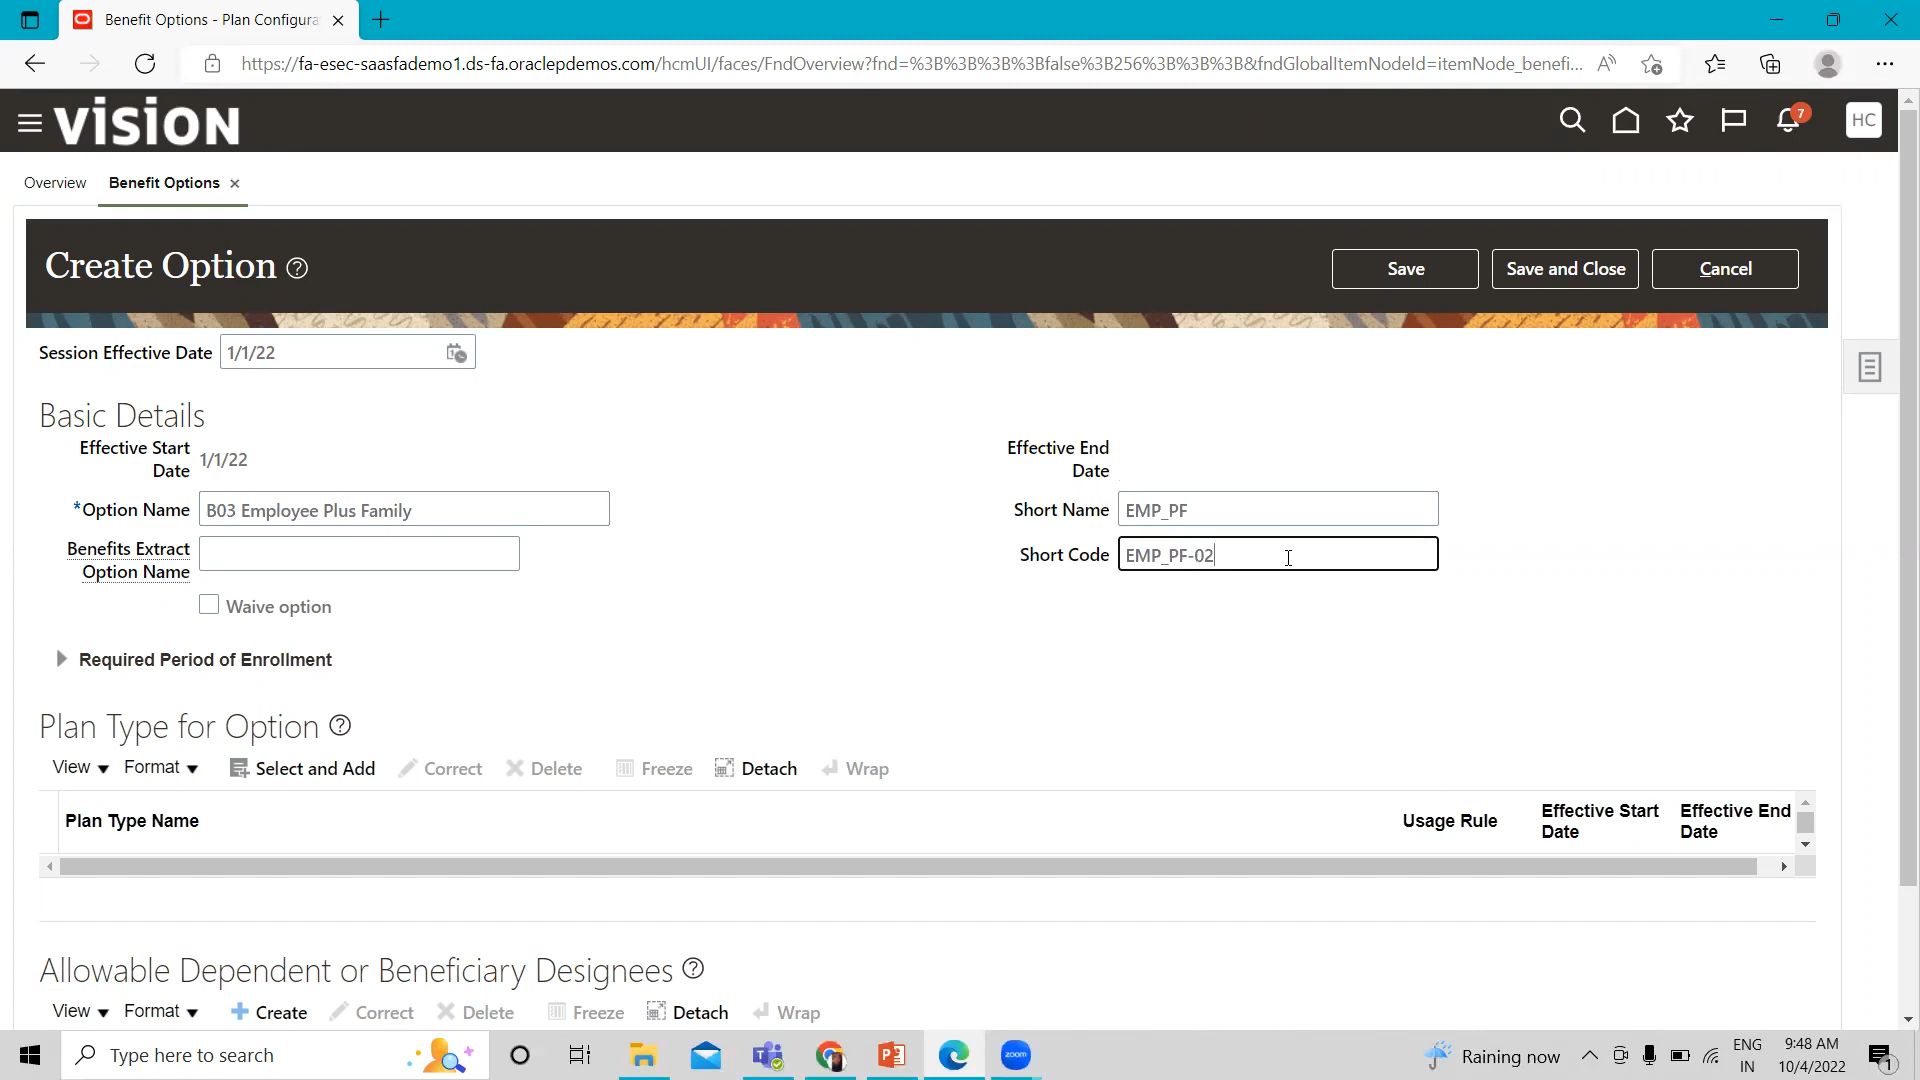 Benefit Options - Plan Configura
https://fa-esec-saasfademo1.ds-fa.oraclepdemos.com/hcmUI/faces/FndOverview?fnd=%3B%3B%3B%3Bfalse%3B256%3B%3B%3B&fndGlobalItemNodeId=itemNode_benefi...
vision
7
HC
Overview
Benefit Options
Create Option
Save
Save and Close
Cancel
Session Effective Date 1/1/22
Basic Details
Effective Start Date 1/1/22
Effective End Date
*Option Name B03 Employee Plus Family
Short Name EMP_PF
Benefits Extract Option Name
Short Code EMP_PF-02
Waive option
Required Period of Enrollment
Plan Type for Option
View Format Select and Add Correct Delete Freeze Detach Wrap
Plan Type Name Usage Rule Effective Start Date Effective End Date
Allowable Dependent or Beneficiary Designees
View Format Create Correct Delete Freeze Detach Wrap
Type here to search
zoom
Raining now
ENG
IN
9:48 AM
10/4/2022
1